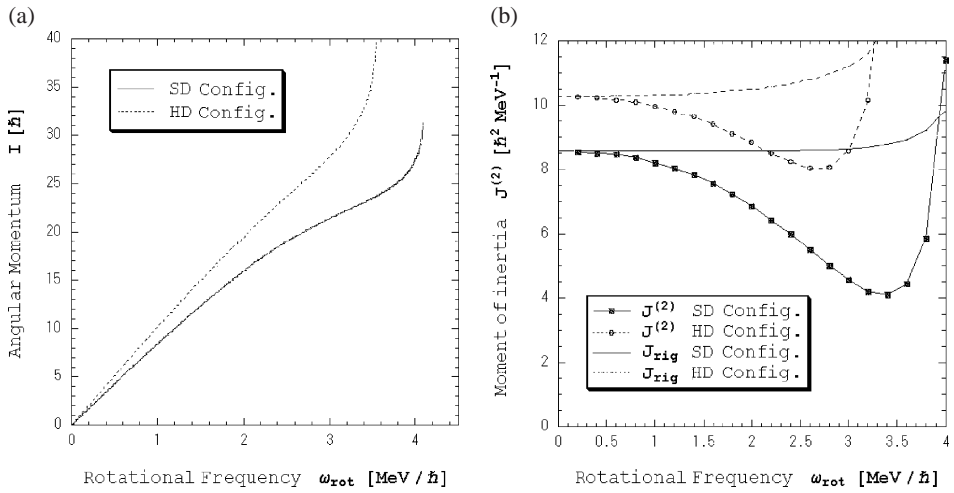 (a)
40
35
30
25
20
15
10
5
0
Angular Momentum I [ℏ]
SD Config.
HD Config.
0 1 2 3 4
Rotational Frequency ω_rot [MeV / ℏ]
(b)
12
10
8
6
4
2
0
Moment of inertia J^(2) [ℏ² MeV⁻¹]
J^(2) SD Config.
J^(2) HD Config.
J_rig SD Config.
J_rig HD Config.
0 0.5 1 1.5 2 2.5 3 3.5 4
Rotational Frequency ω_rot [MeV / ℏ]